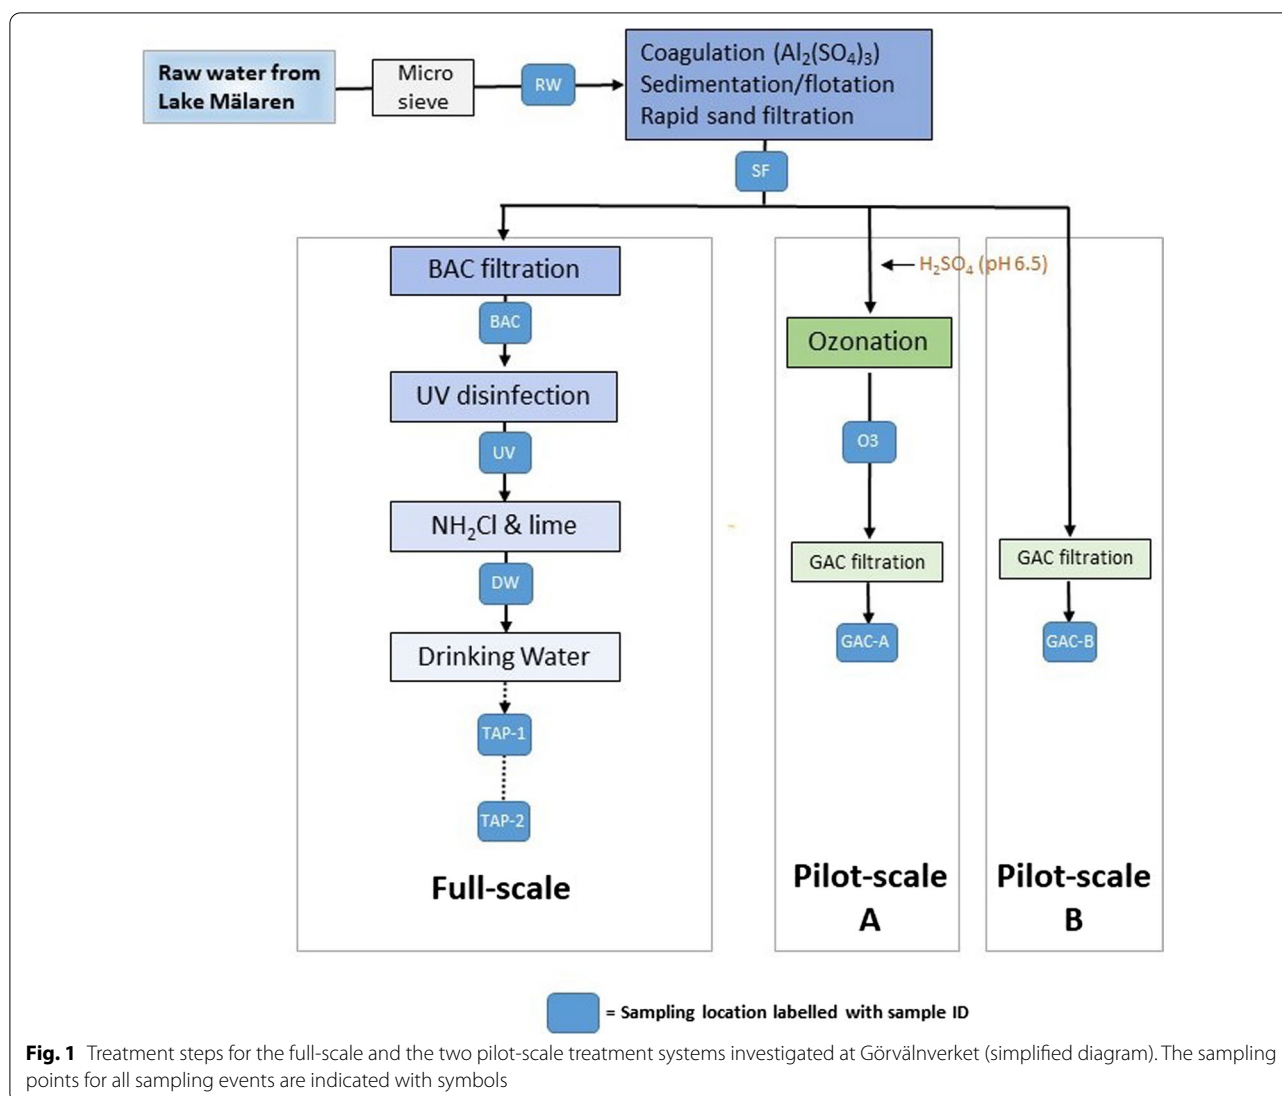 Raw water from
Lake Mälaren
Micro
sieve
RW
Coagulation (Al₂(SO₄)₃)
Sedimentation/flotation
Rapid sand filtration
SF
BAC filtration
BAC
UV disinfection
UV
NH₂Cl & lime
DW
Drinking Water
TAP-1
TAP-2
Full-scale
H₂SO₄ (pH 6.5)
Ozonation
O3
GAC filtration
GAC-A
Pilot-scale
A
GAC filtration
GAC-B
Pilot-scale
B
= Sampling location labelled with sample ID
Fig. 1 Treatment steps for the full-scale and the two pilot-scale treatment systems investigated at Görvälnverket (simplified diagram). The sampling
points for all sampling events are indicated with symbols